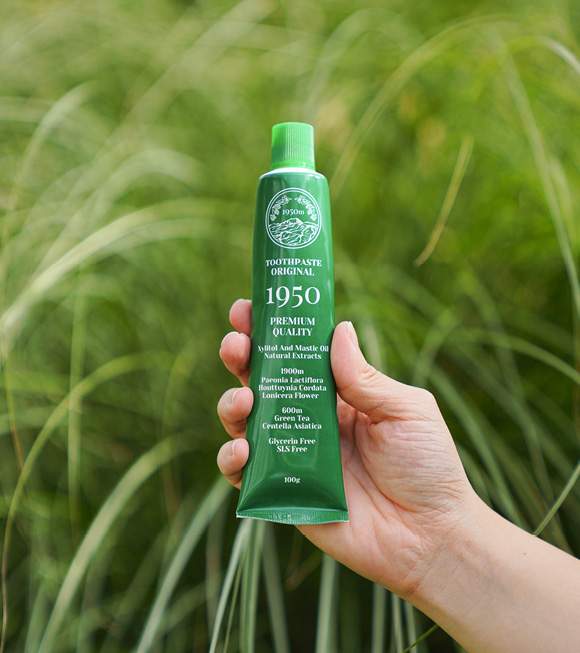 1950m
TOOTHPASTE
ORIGINAL
1950
PREMIUM
QUALITY
Xylitol And Mastic Oil
Natural Extracts
1900m
Paeonia Lactiflora
Houttuynia Cordata
Lonicera Flower
600m
Green Tea
Centella Asiatica
Glycerin Free
SLS Free
100g